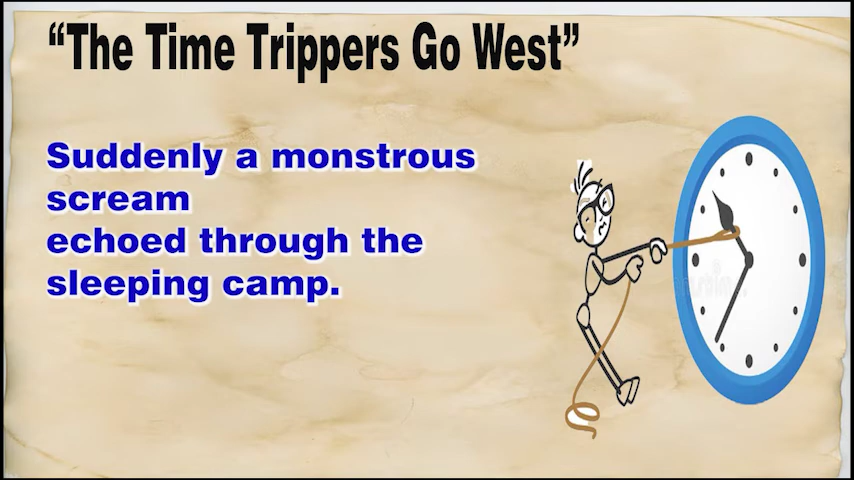 “The Time Trippers Go West”
Suddenly a monstrous
scream
echoed through the
sleeping camp.